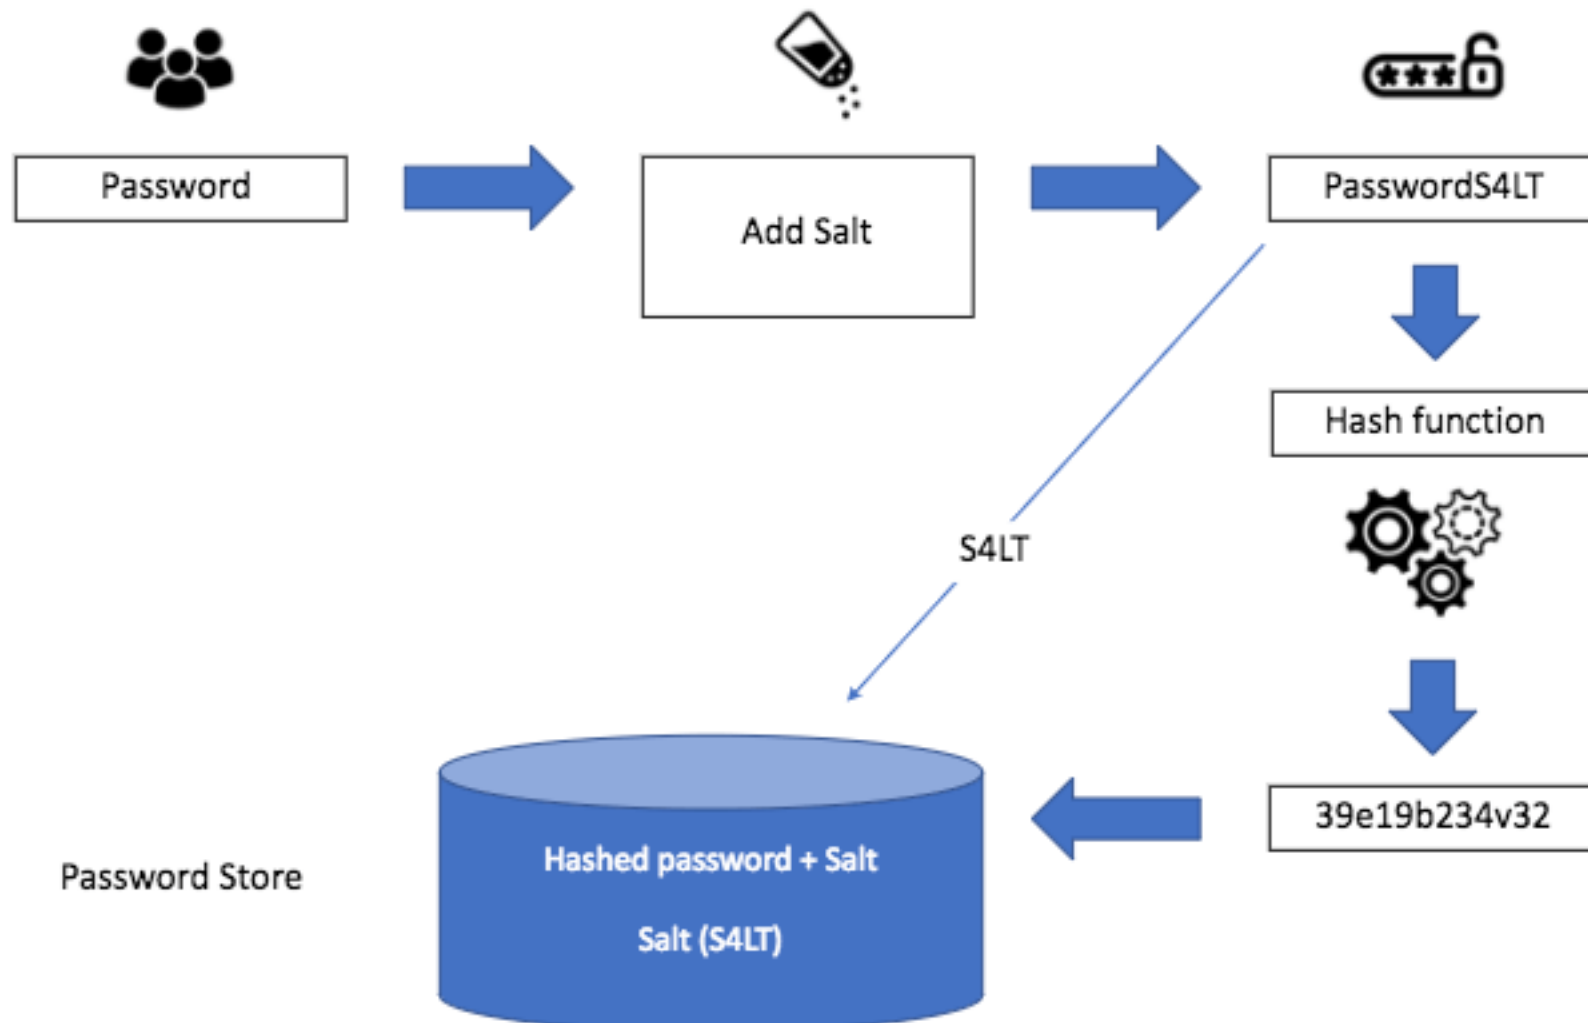 Password
Add Salt
PasswordS4LT
Hash function
S4LT
39e19b234v32
Password Store
Hashed password + Salt
Salt (S4LT)